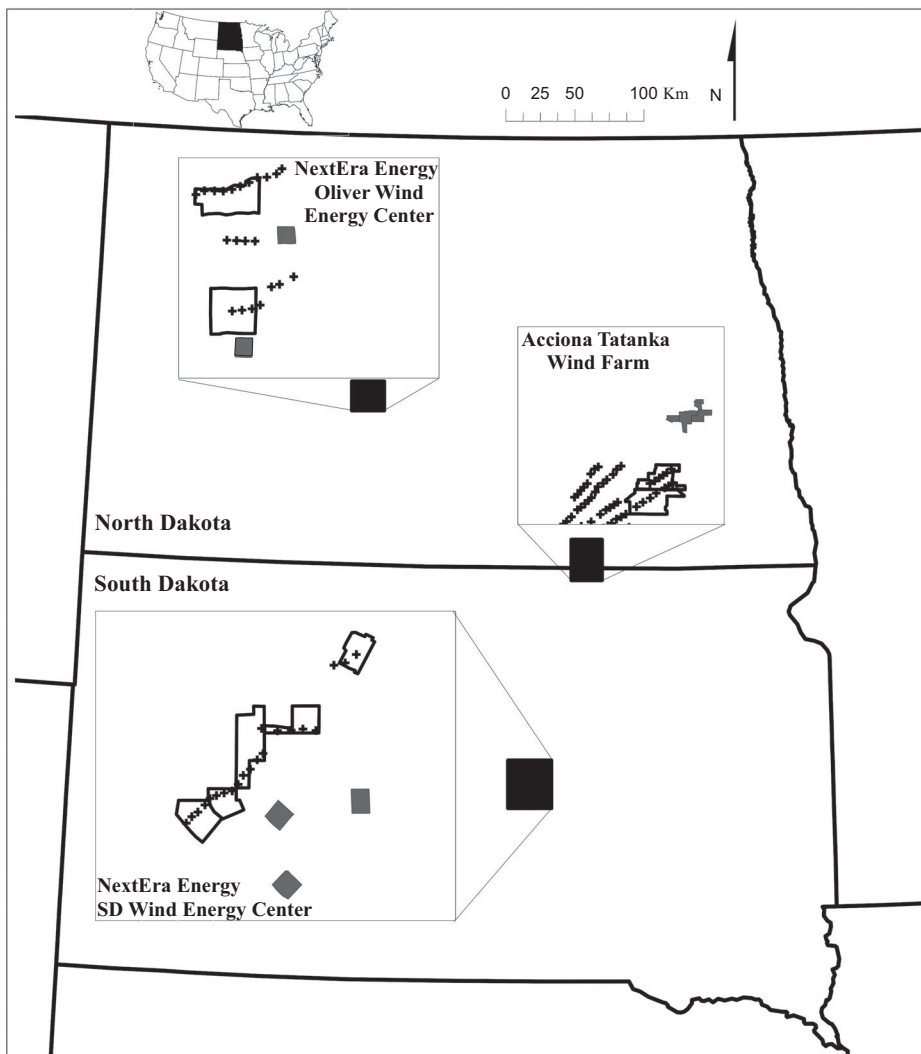 0 25 50 100 Km
N
NextEra Energy
Oliver Wind
Energy Center
Acciona Tatanka
Wind Farm
North Dakota
South Dakota
NextEra Energy
SD Wind Energy Center